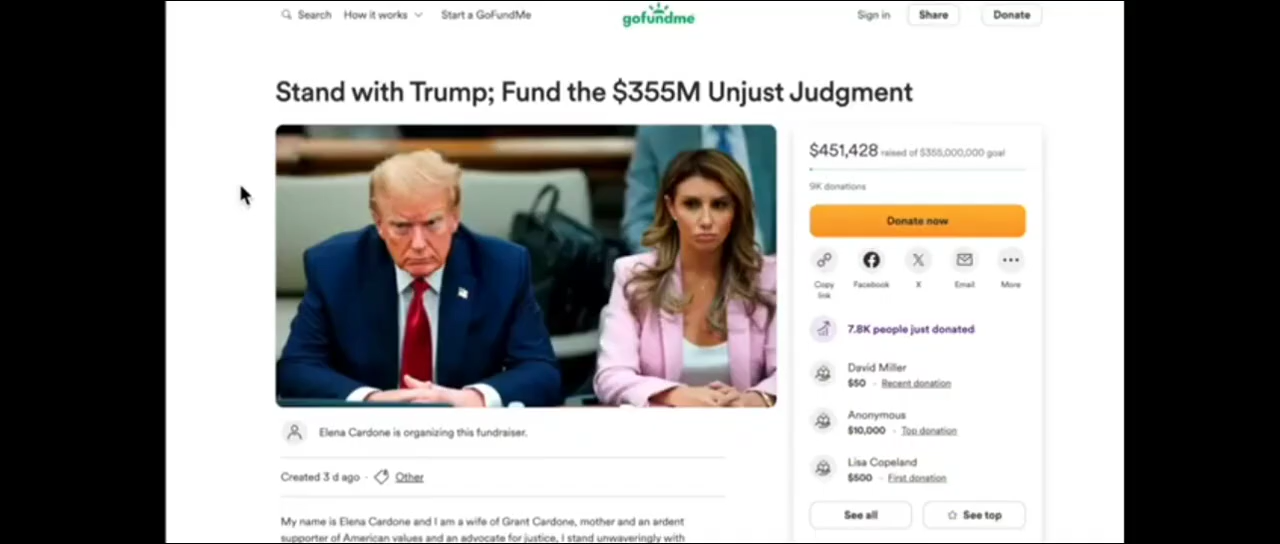 Search How it works Start a GoFundMe gofundme Sign in Share Donate
Stand with Trump; Fund the $355M Unjust Judgment
$451,428 raised of $355,000,000 goal
9K donations
Donate now
Copy link Facebook X Email More
7.8K people just donated
David Miller
$50 · Recent donation
Anonymous
$10,000 · Top donation
Lisa Copeland
$500 · First donation
See all See top
Elena Cardone is organizing this fundraiser.
Created 3 d ago · Other
My name is Elena Cardone and I am a wife of Grant Cardone, mother and an ardent
supporter of American values and an advocate for justice, I stand unwaveringly with